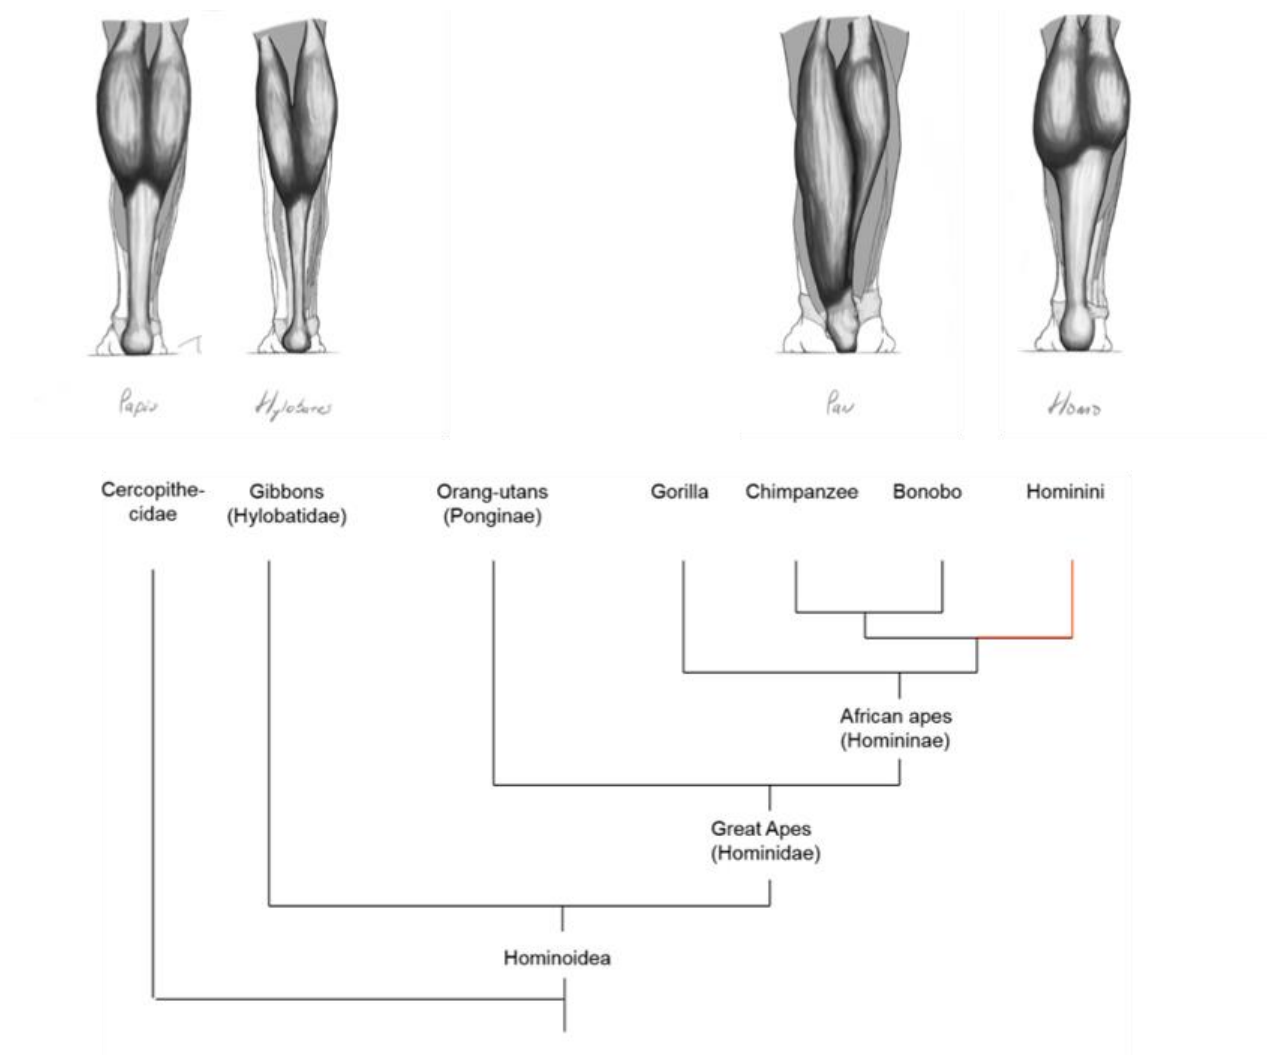 Papio
Hylobates
Pan
Homo
Cercopithe-
cidae
Gibbons
(Hylobatidae)
Orang-utans
(Ponginae)
Gorilla
Chimpanzee
Bonobo
Hominini
African apes
(Homininae)
Great Apes
(Hominidae)
Hominoidea